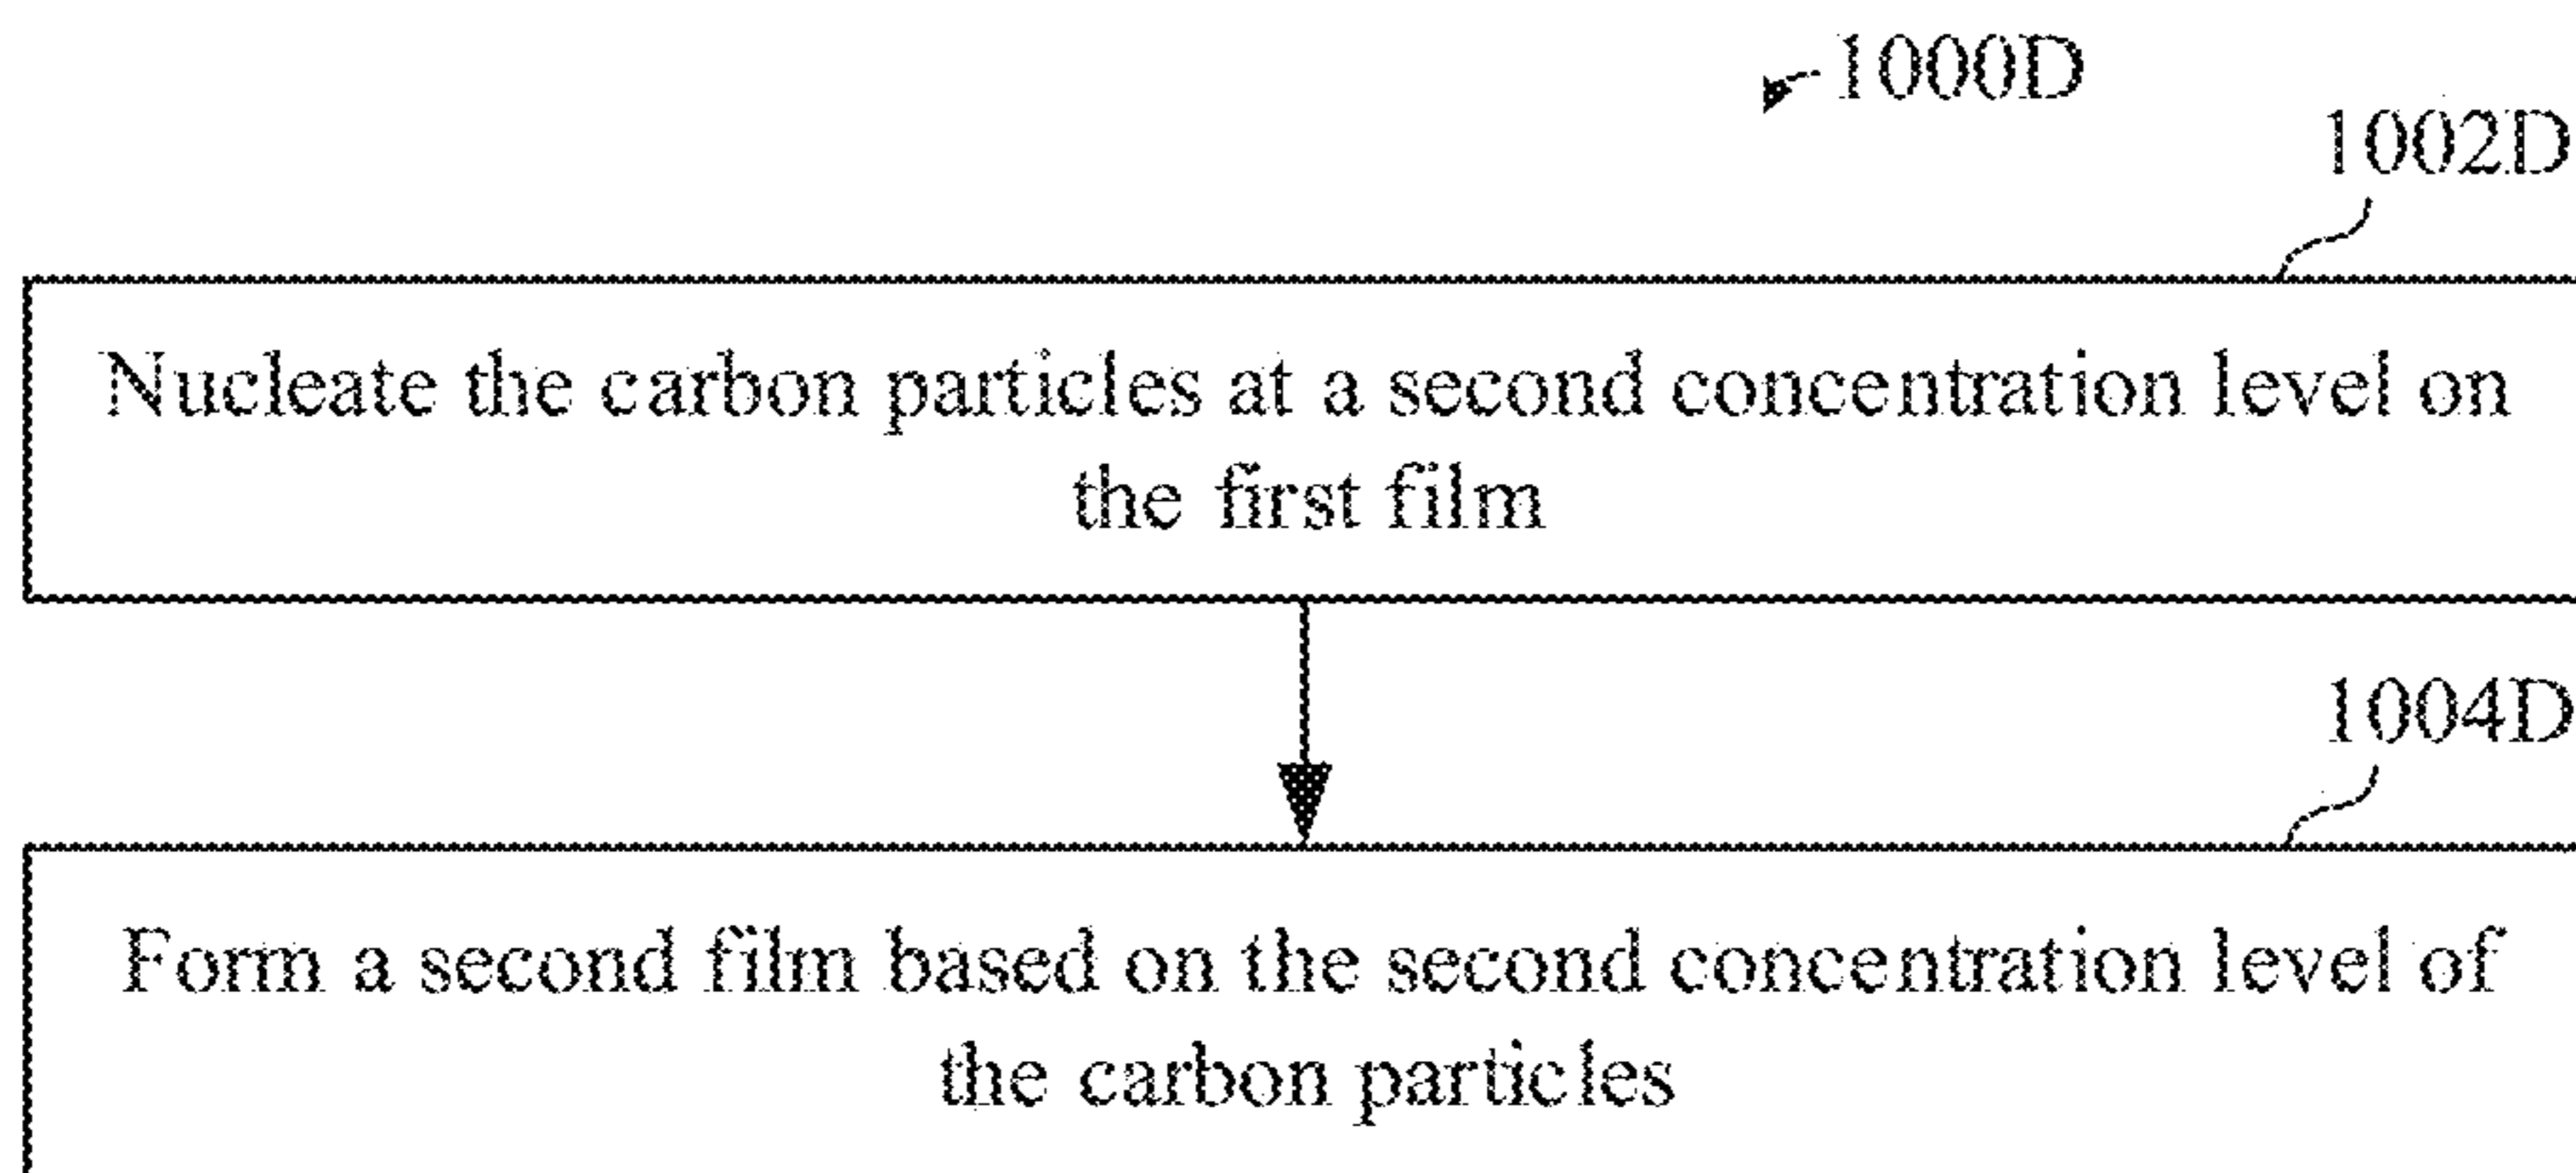 1000D
1002D
Nucleate the carbon particles at a second concentration level on
the first film
1004D
Form a second film based on the second concentration level of
the carbon particles